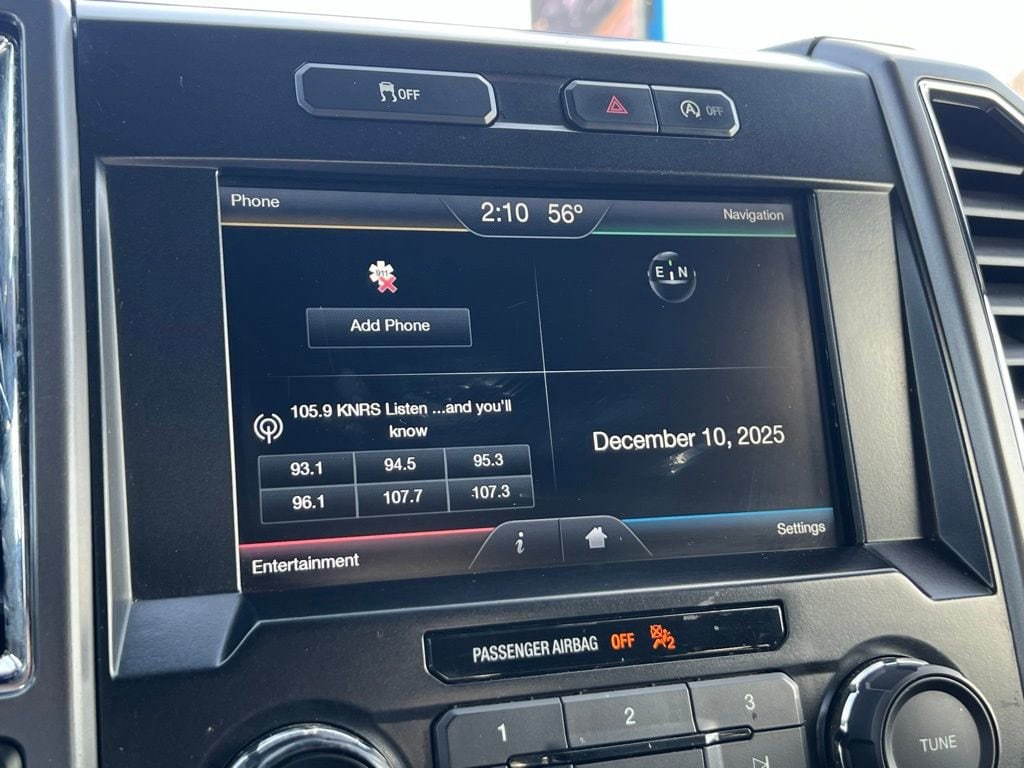 OFF
OFF
Phone
2:10 56°
Navigation
911
E N
Add Phone
105.9 KNRS Listen ...and you'll
know
93.1 94.5 95.3
96.1 107.7 107.3
December 10, 2025
Entertainment
i
Settings
PASSENGER AIRBAG OFF 2
1 2 3
TUNE